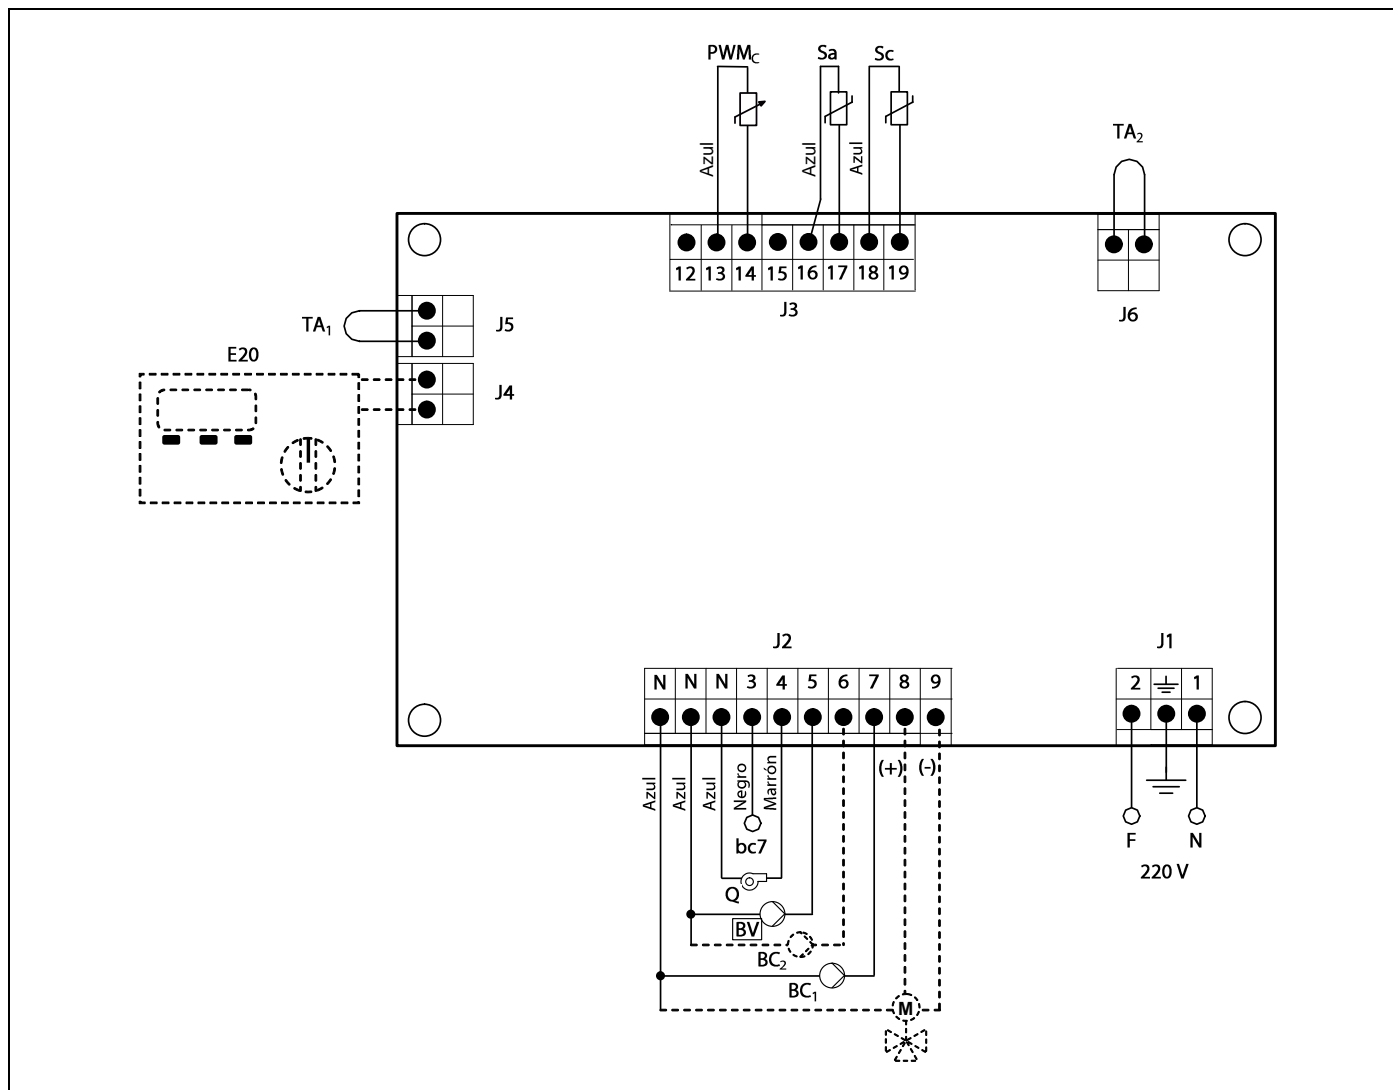 PWMC Sa Sc
Azul Azul Azul
TA2
12 13 14 15 16 17 18 19
J3
J6
TA1
J5
E20
J4
J2
J1
N N N 3 4 5 6 7 8 9
2 1
Azul Azul Azul Negro Marrón (+) (-)
bc7
F N
220 V
Q
BV
BC2
BC1
M